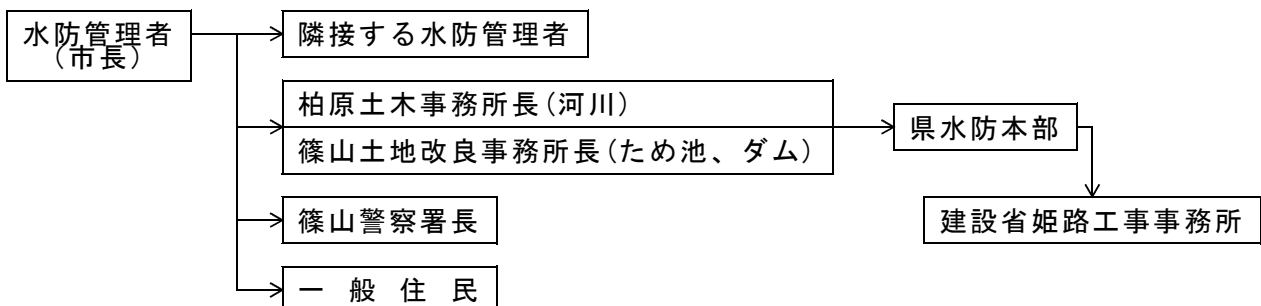 水防管理者
(市長)
隣接する水防管理者
柏原土木事務所長(河川)
篠山土地改良事務所長(ため池、ダム)
県水防本部
建設省姫路工事事務所
篠山警察署長
一般住民